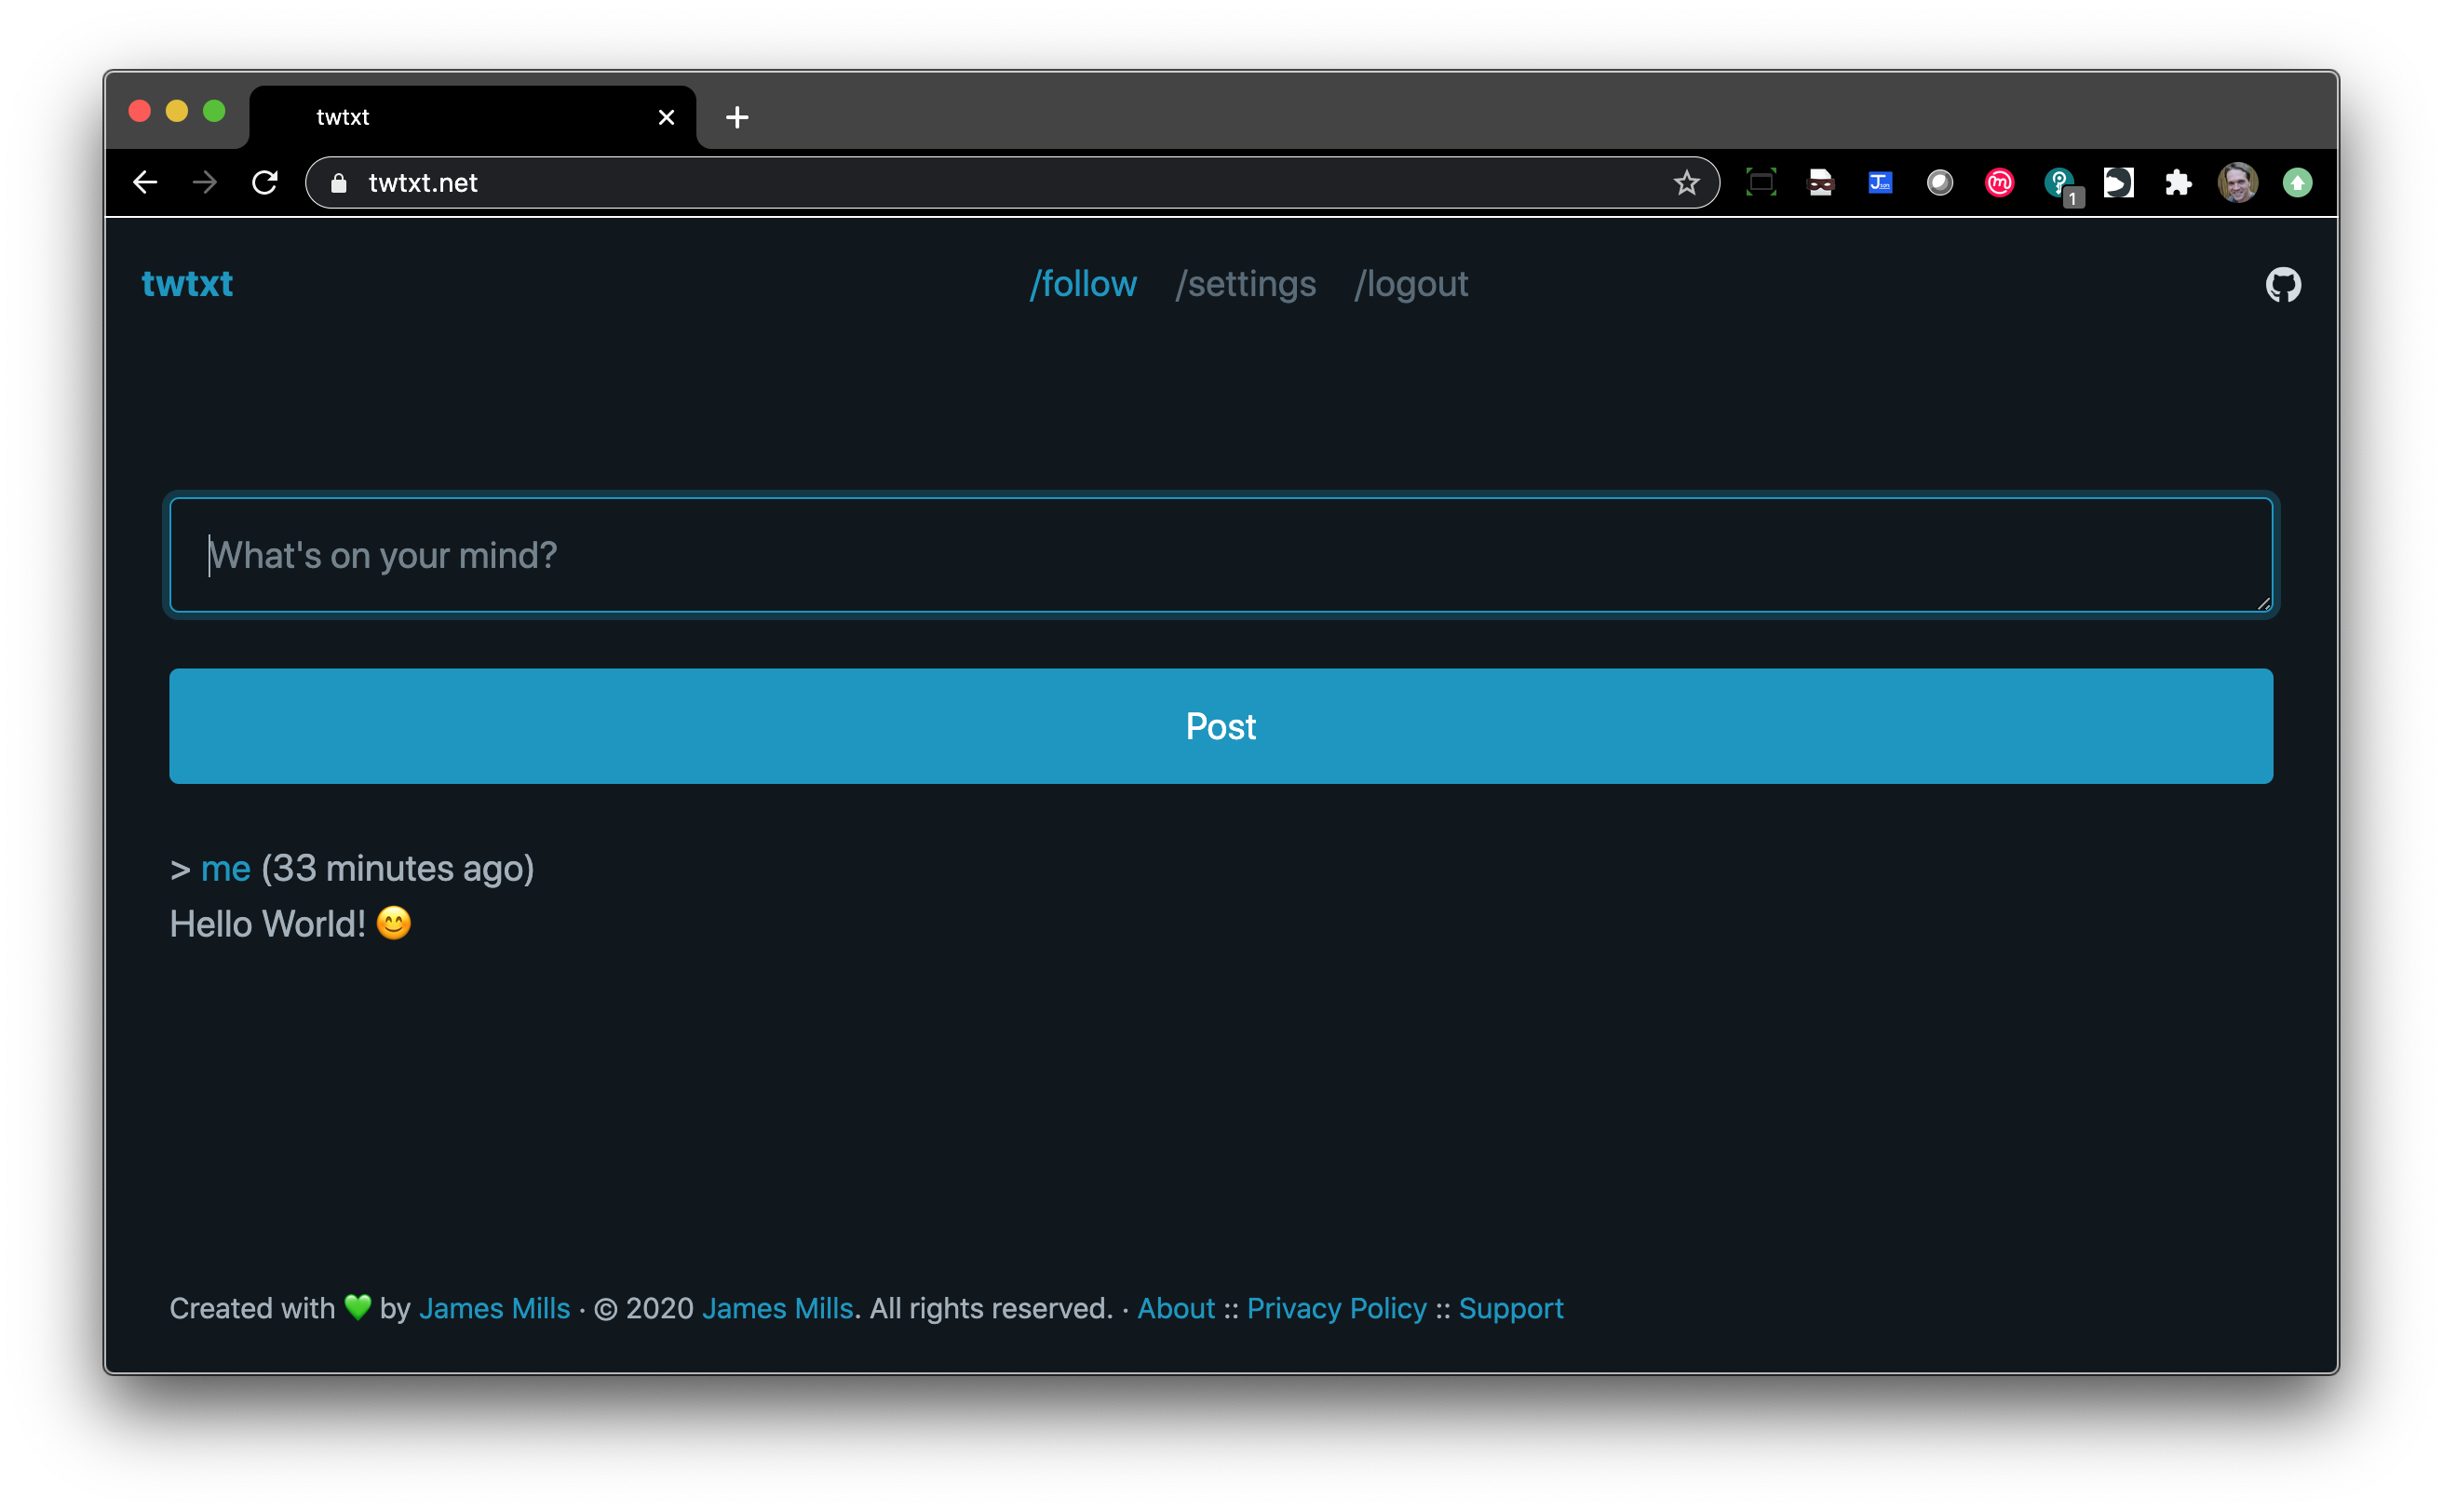 twtxt
twtxt.net
1
twtxt /follow /settings /logout
What's on your mind?
Post
> me (33 minutes ago)
Hello World! 😊
Created with 💚 by James Mills · © 2020 James Mills. All rights reserved. · About :: Privacy Policy :: Support